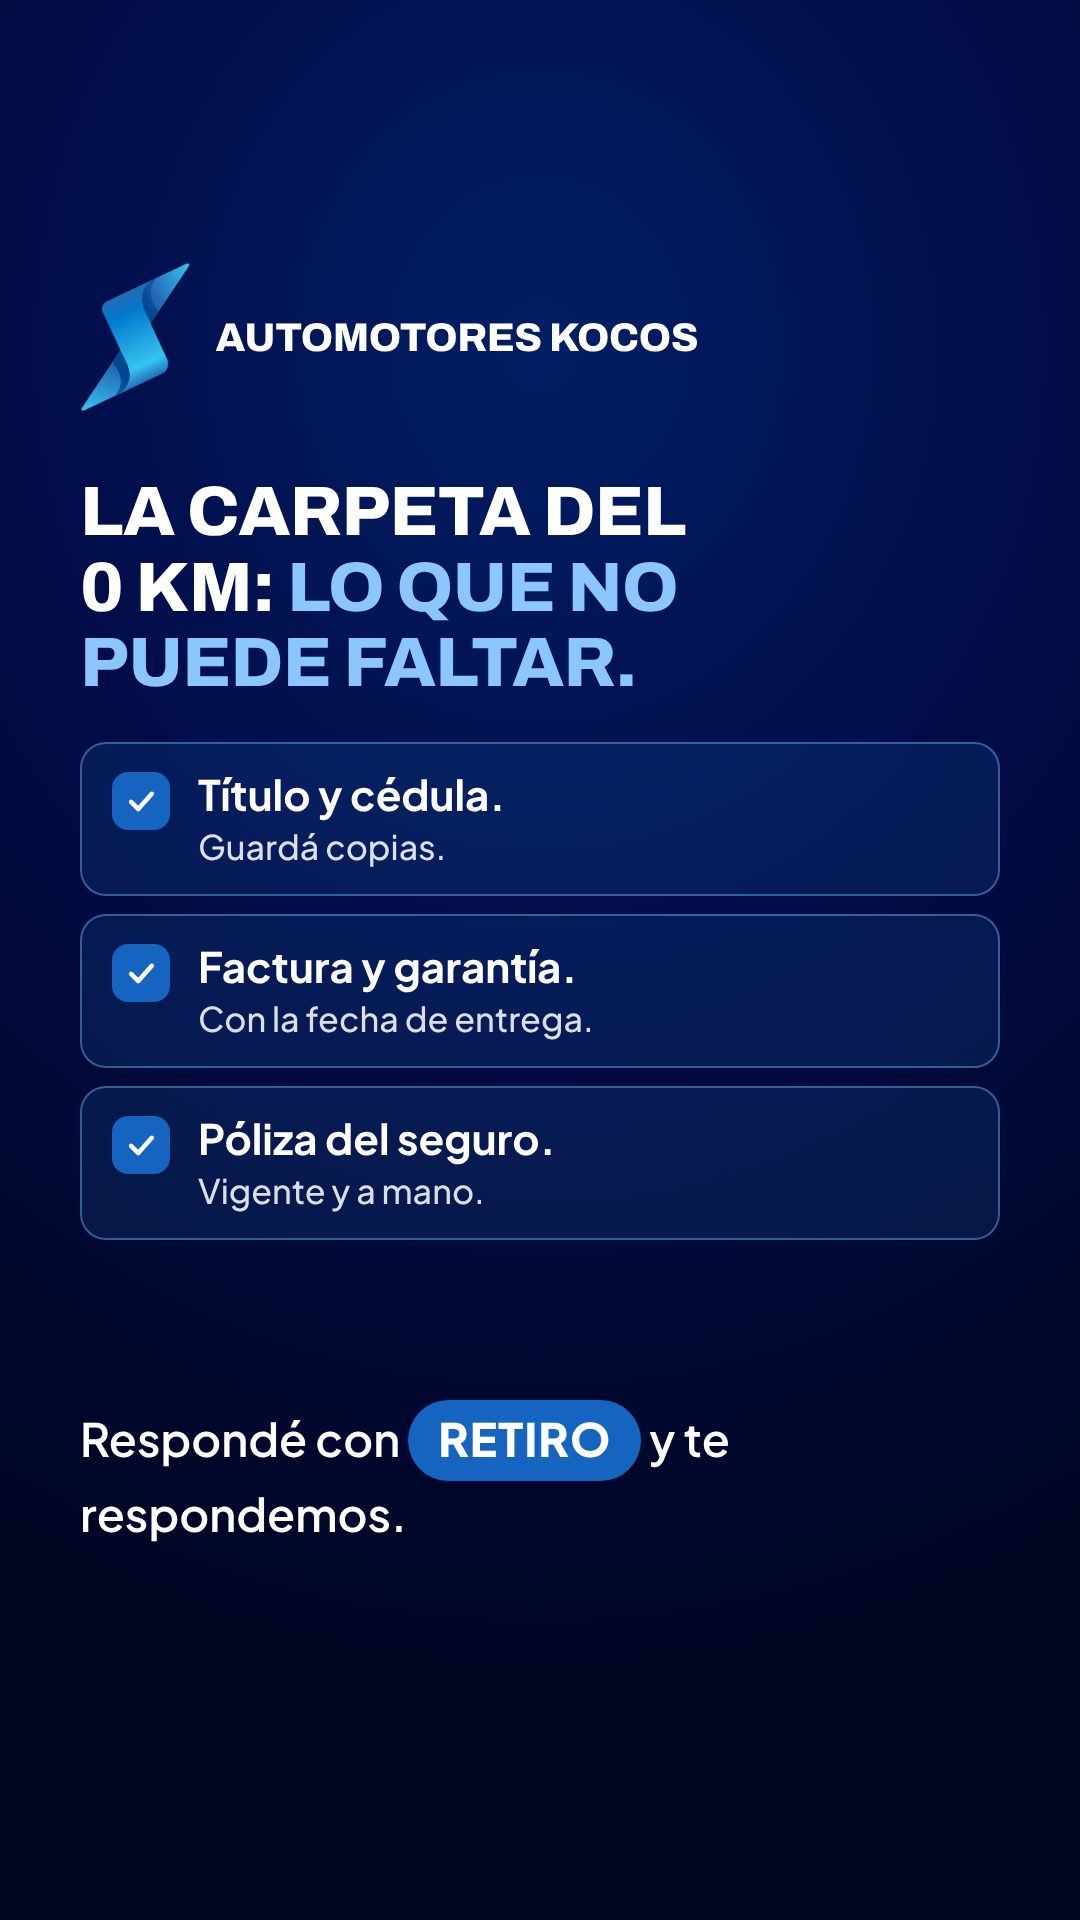 AUTOMOTORES KOCOS
LA CARPETA DEL
0 KM: LO QUE NO
PUEDE FALTAR.
Título y cédula.
Guardá copias.
Factura y garantía.
Con la fecha de entrega.
Póliza del seguro.
Vigente y a mano.
Respondé con RETIRO y te
respondemos.